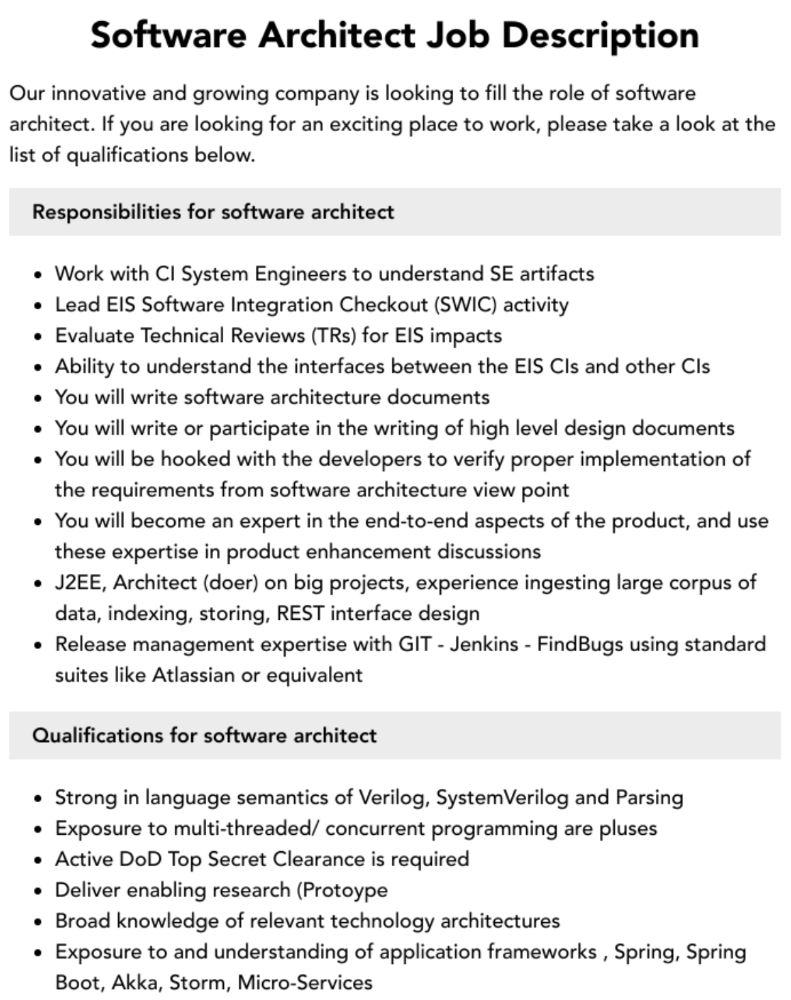 Software Architect Job Description
Our innovative and growing company is looking to fill the role of software
architect. If you are looking for an exciting place to work, please take a look at the
list of qualifications below.
Responsibilities for software architect
• Work with CI System Engineers to understand SE artifacts
• Lead EIS Software Integration Checkout (SWIC) activity
• Evaluate Technical Reviews (TRs) for EIS impacts
• Ability to understand the interfaces between the EIS CIs and other CIs
• You will write software architecture documents
• You will write or participate in the writing of high level design documents
• You will be hooked with the developers to verify proper implementation of
the requirements from software architecture view point
• You will become an expert in the end-to-end aspects of the product, and use
these expertise in product enhancement discussions
• J2EE, Architect (doer) on big projects, experience ingesting large corpus of
data, indexing, storing, REST interface design
• Release management expertise with GIT - Jenkins - FindBugs using standard
suites like Atlassian or equivalent
Qualifications for software architect
• Strong in language semantics of Verilog, SystemVerilog and Parsing
• Exposure to multi-threaded/ concurrent programming are pluses
• Active DoD Top Secret Clearance is required
• Deliver enabling research (Protoype
• Broad knowledge of relevant technology architectures
• Exposure to and understanding of application frameworks , Spring, Spring
Boot, Akka, Storm, Micro-Services